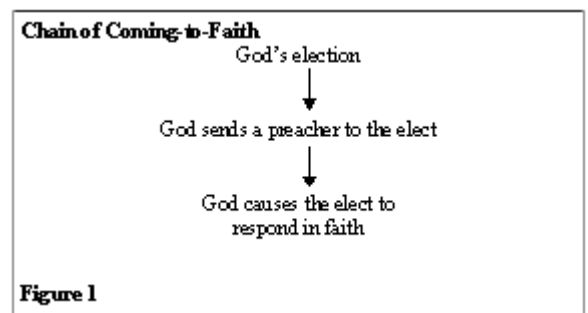 Chain of Coming-to-Faith
God's election
God sends a preacher to the elect
God causes the elect to
respond in faith
Figure 1